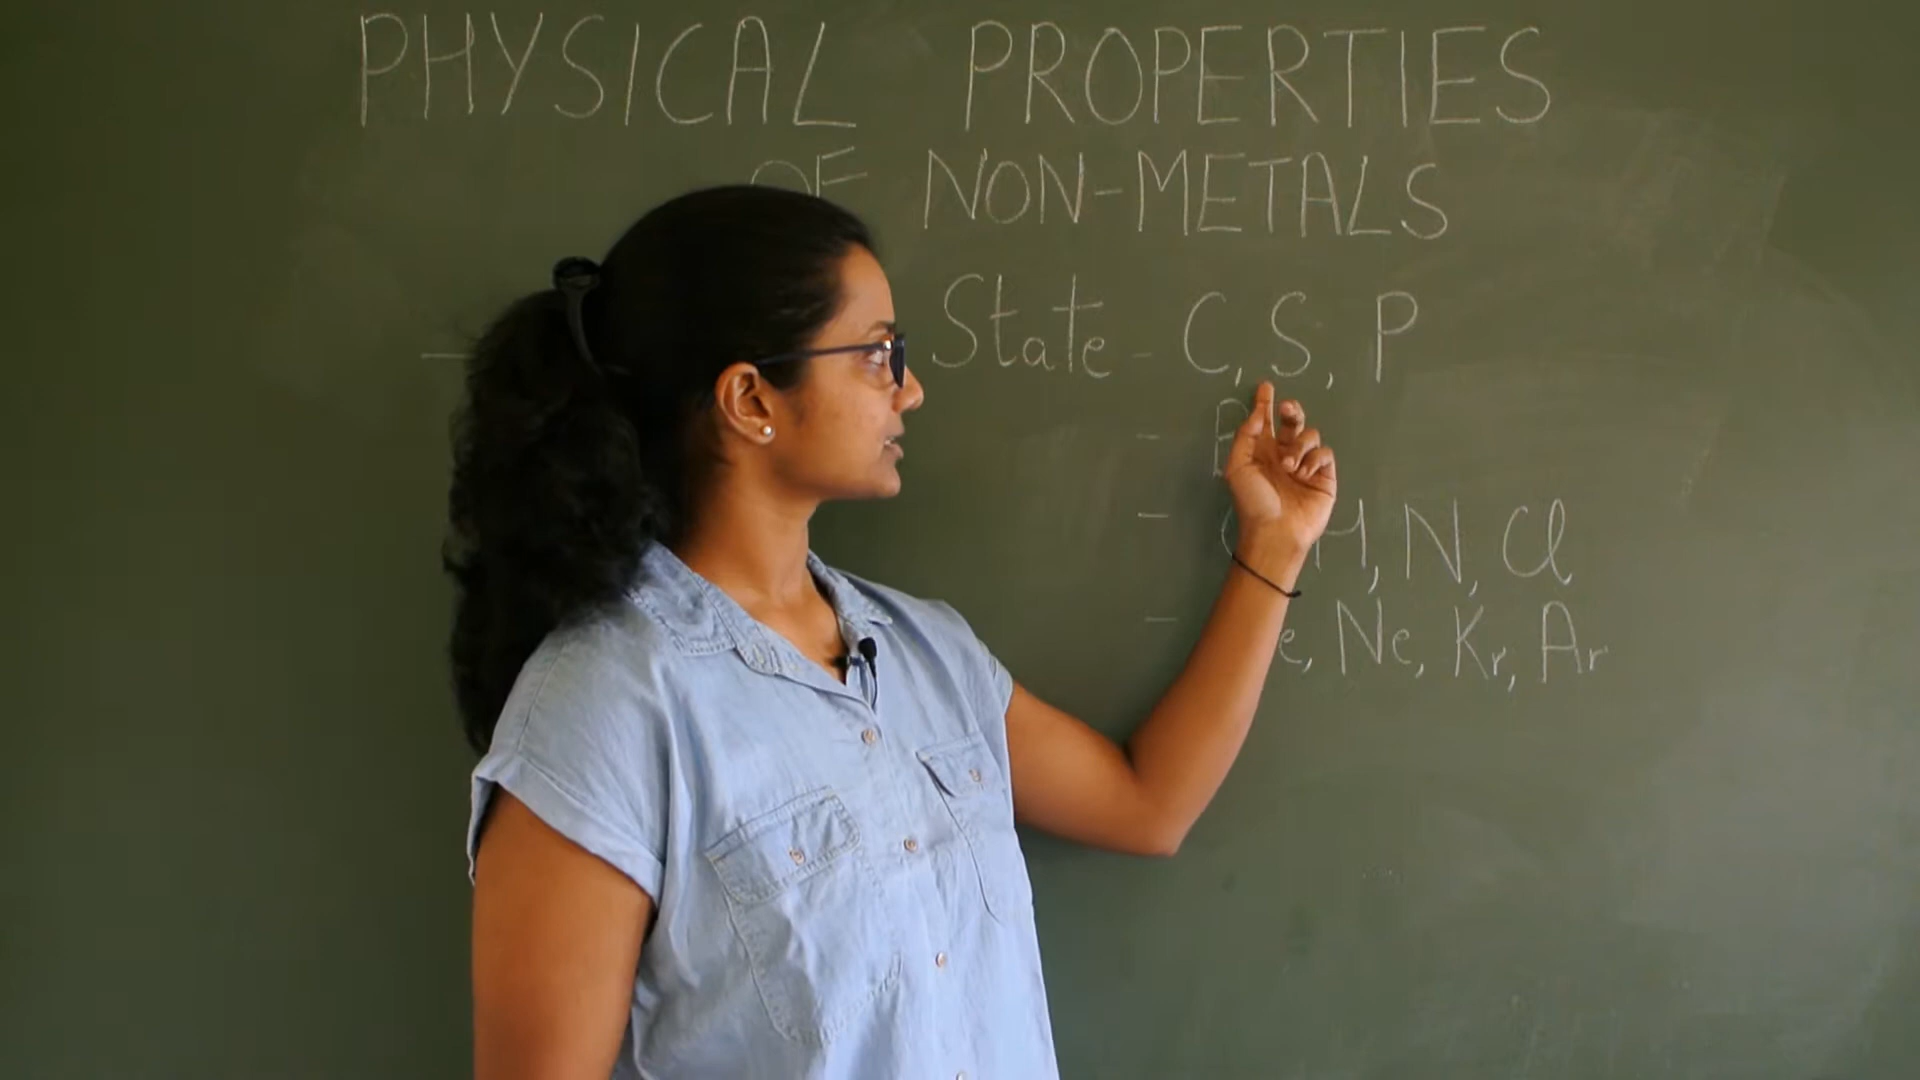 PHYSICAL PROPERTIES
OF NON-METALS
State - C, S, P
-
- H, N, Cl
- Ne, Kr, Ar